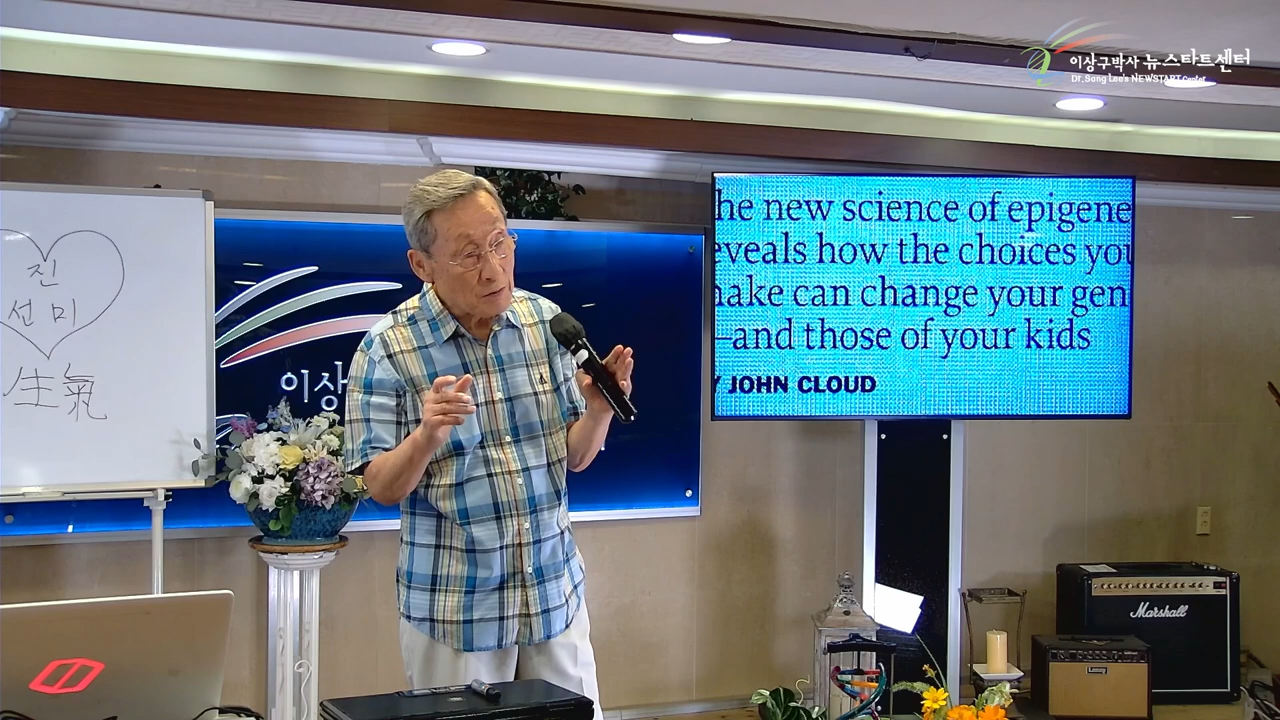 이상구박사 뉴스타트센터
Dr. Sang Lee's NEWSTART Center
진
선 미
生氣
이상
he new science of epigene
eveals how the choices you
ake can change your gen
—and those of your kids
JOHN CLOUD
Marshall
Laney